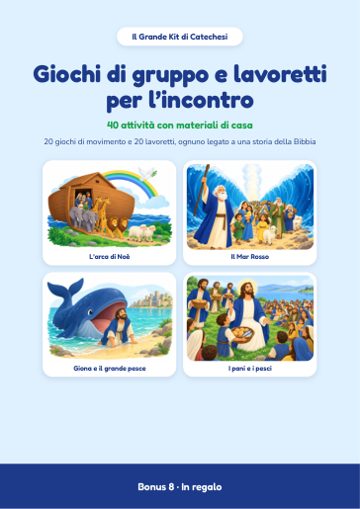 Il Grande Kit di Catechesi
Giochi di gruppo e lavoretti
per l'incontro
40 attività con materiali di casa
20 giochi di movimento e 20 lavoretti, ognuno legato a una storia della Bibbia
L'arca di Noè
Il Mar Rosso
Giona e il grande pesce
I pani e i pesci
Bonus 8 · In regalo